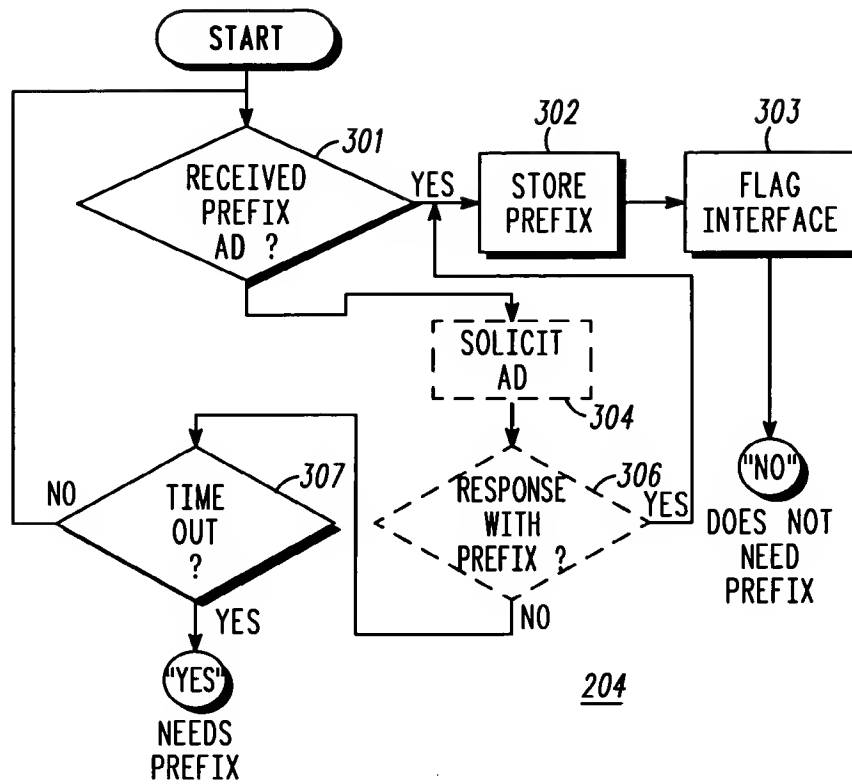 START
301
RECEIVED
PREFIX
AD ?
YES
302
STORE
PREFIX
303
FLAG
INTERFACE
SOLICIT
AD
304
NO
TIME
OUT
?
307
RESPONSE
WITH
PREFIX ?
306
YES
"NO"
DOES NOT
NEED
PREFIX
YES
NO
"YES"
NEEDS
PREFIX
204